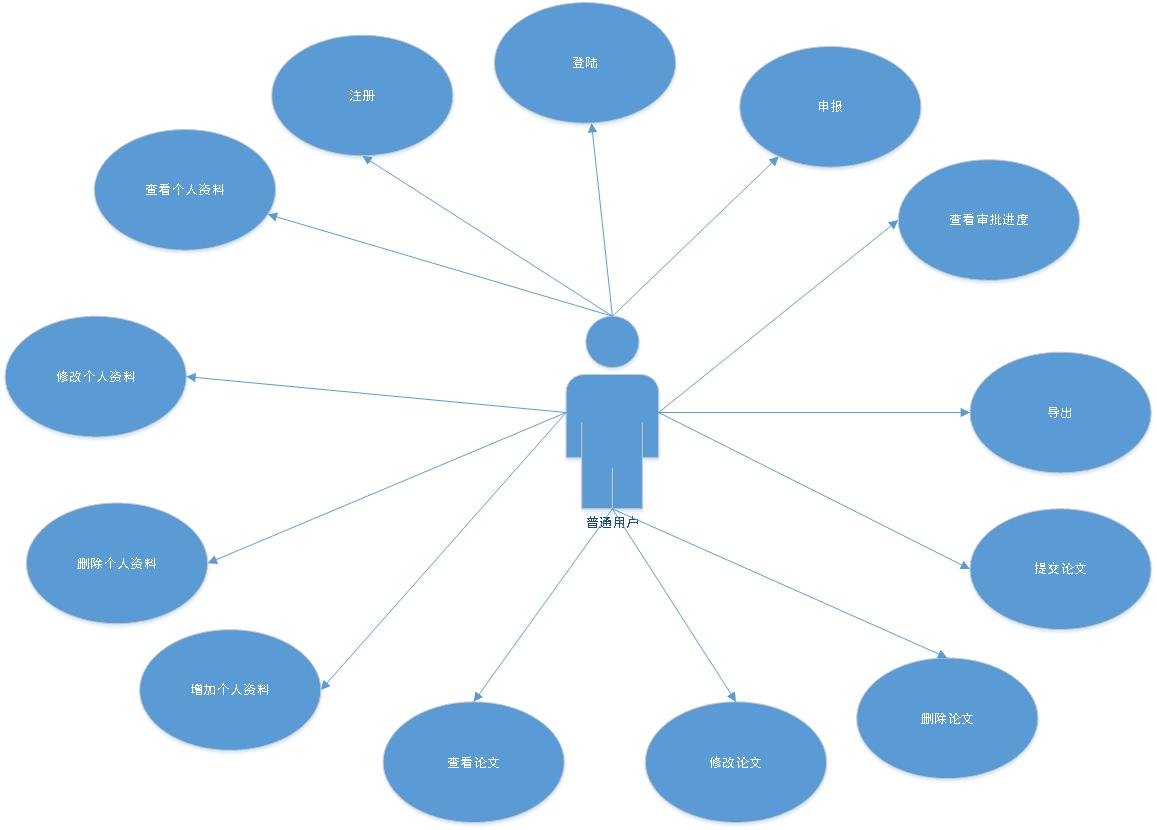 登陆
注册
申报
查看个人资料
查看审批进度
修改个人资料
导出
普通用户
删除个人资料
提交论文
增加个人资料
删除论文
查看论文
修改论文